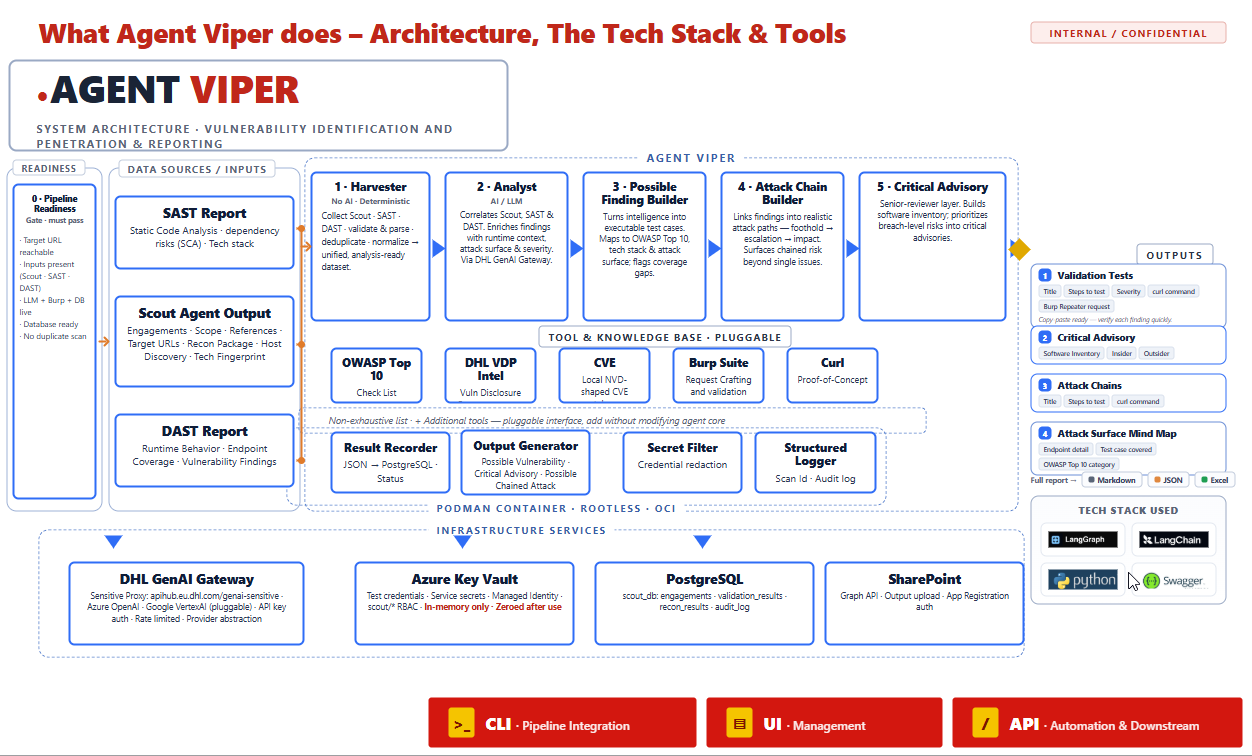 What Agent Viper does – Architecture, The Tech Stack & Tools
INTERNAL / CONFIDENTIAL
.AGENT VIPER
SYSTEM ARCHITECTURE · VULNERABILITY IDENTIFICATION AND
PENETRATION & REPORTING
READINESS
0 · Pipeline
Readiness
Gate · must pass
· Target URL
reachable
· Inputs present
(Scout · SAST ·
DAST)
· LLM + Burp + DB
live
· Database ready
· No duplicate scan
DATA SOURCES / INPUTS
SAST Report
Static Code Analysis · dependency
risks (SCA) · Tech stack
Scout Agent Output
Engagements · Scope · References ·
Target URLs · Recon Package · Host
Discovery · Tech Fingerprint
DAST Report
Runtime Behavior · Endpoint
Coverage · Vulnerability Findings
AGENT VIPER
1 · Harvester
No AI · Deterministic
Collect Scout · SAST ·
DAST · validate & parse ·
deduplicate · normalize →
unified, analysis-ready
dataset.
2 · Analyst
AI / LLM
Correlates Scout, SAST &
DAST. Enriches findings
with runtime context,
attack surface & severity.
Via DHL GenAI Gateway.
3 · Possible
Finding Builder
Turns intelligence into
executable test cases.
Maps to OWASP Top 10,
tech stack & attack
surface; flags coverage
gaps.
4 · Attack Chain
Builder
Links findings into realistic
attack paths — foothold →
escalation → impact.
Surfaces chained risk
beyond single issues.
5 · Critical Advisory
Senior-reviewer layer. Builds
software inventory; prioritizes
breach-level risks into critical
advisories.
TOOL & KNOWLEDGE BASE · PLUGGABLE
OWASP Top
10
Check List
DHL VDP
Intel
Vuln Disclosure
CVE
Local NVD-
shaped CVE
Burp Suite
Request Crafting
and validation
Curl
Proof-of-Concept
Non-exhaustive list · + Additional tools — pluggable interface, add without modifying agent core
Result Recorder
JSON → PostgreSQL ·
Status
Output Generator
Possible Vulnerability ·
Critical Advisory · Possible
Chained Attack
Secret Filter
Credential redaction
Structured
Logger
Scan Id · Audit log
PODMAN CONTAINER · ROOTLESS · OCI
OUTPUTS
1 Validation Tests
Title Steps to test Severity curl command
Burp Repeater request
Copy paste ready — verify each finding quickly.
2 Critical Advisory
Software Inventory Insider Outsider
3 Attack Chains
Title Steps to test curl command
4 Attack Surface Mind Map
Endpoint detail Test case covered
OWASP Top 10 category
Full report → Markdown JSON Excel
TECH STACK USED
LangGraph
LangChain
python
Swagger
INFRASTRUCTURE SERVICES
DHL GenAI Gateway
Sensitive Proxy: apihub.eu.dhl.com/genai-sensitive ·
Azure OpenAI · Google VertexAI (pluggable) · API key
auth · Rate limited · Provider abstraction
Azure Key Vault
Test credentials · Service secrets · Managed Identity ·
scout/* RBAC · In-memory only · Zeroed after use
PostgreSQL
scout_db: engagements · validation_results ·
recon_results · audit_log
SharePoint
Graph API · Output upload · App Registration
auth
>_ CLI · Pipeline Integration
UI · Management
/ API · Automation & Downstream